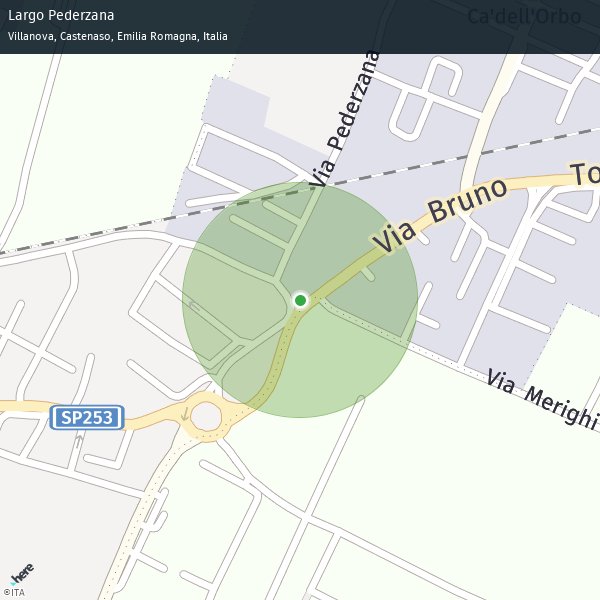 Largo Pederzana
Villanova, Castenaso, Emilia Romagna, Italia
Ca'dell'Orbo
Via Pederzana
Via Bruno To
SP253
Via Merighi
here
©ITA